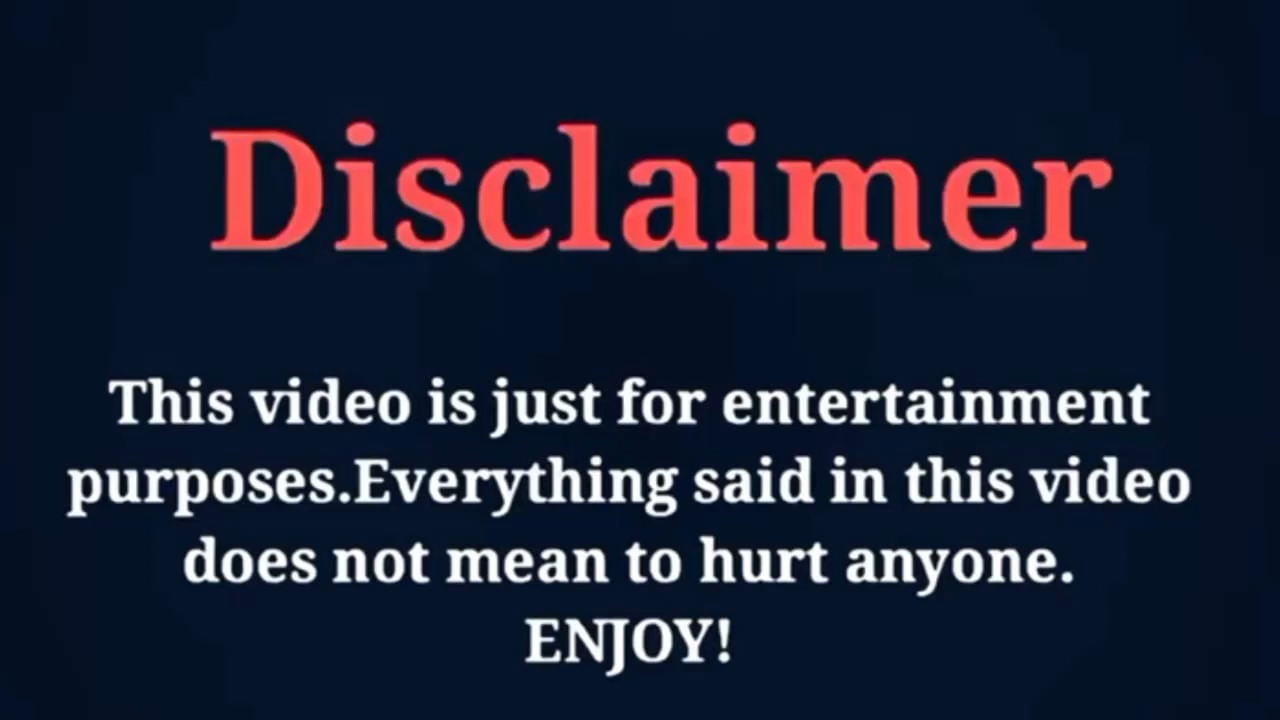 Disclaimer
This video is just for entertainment
purposes.Everything said in this video
does not mean to hurt anyone.
ENJOY!